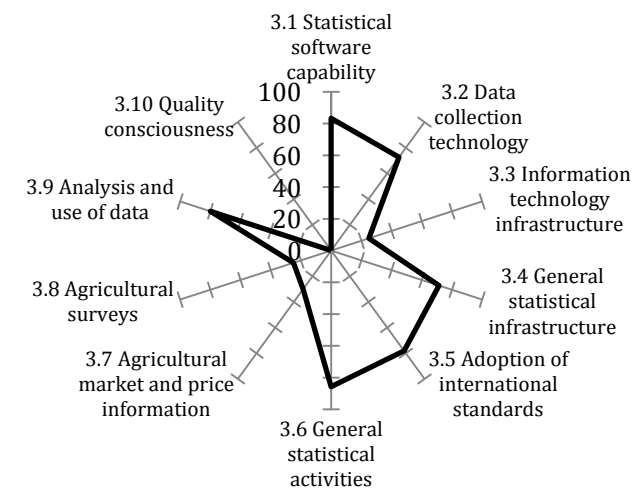 3.1 Statistical
software
capability
3.2 Data
collection
technology
3.3 Information
technology
infrastructure
3.4 General
statistical
infrastructure
3.5 Adoption of
international
standards
3.6 General
statistical
activities
3.7 Agricultural
market and price
information
3.8 Agricultural
surveys
3.9 Analysis and
use of data
3.10 Quality
consciousness
100
80
60
40
20
0